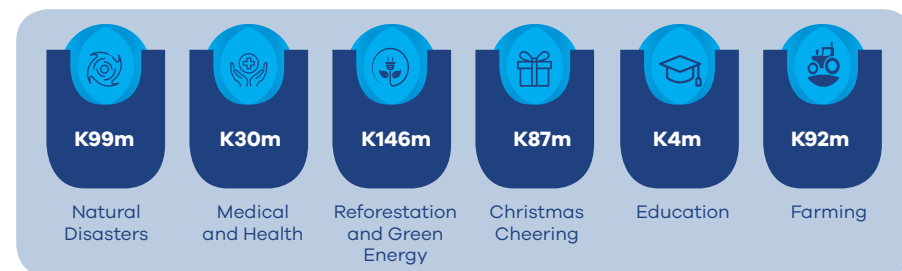 K99m
Natural
Disasters
K30m
Medical
and Health
K146m
Reforestation
and Green
Energy
K87m
Christmas
Cheering
K4m
Education
K92m
Farming